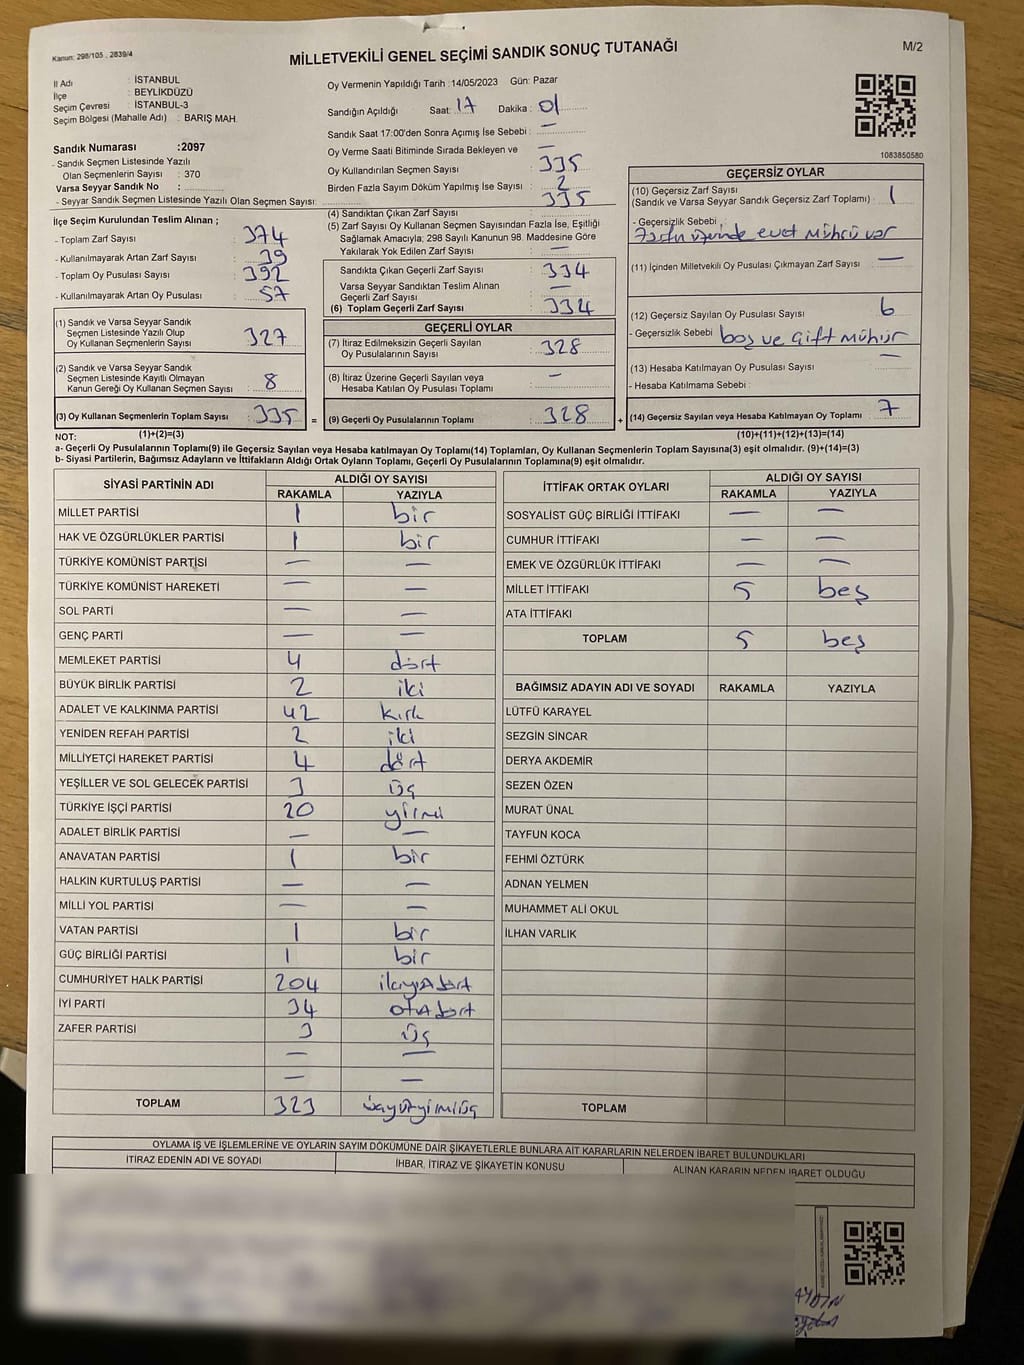 Kanun: 298/105 , 2839/4
MİLLETVEKİLİ GENEL SEÇİMİ SANDIK SONUÇ TUTANAĞI
M/2
İl Adı : İSTANBUL
İlçe : BEYLİKDÜZÜ
Seçim Çevresi : İSTANBUL-3
Seçim Bölgesi (Mahalle Adı) : BARIŞ MAH.
Sandık Numarası :2097
- Sandık Seçmen Listesinde Yazılı
Olan Seçmenlerin Sayısı : 370
Varsa Seyyar Sandık No :
- Seyyar Sandık Seçmen Listesinde Yazılı Olan Seçmen Sayısı:
Oy Vermenin Yapıldığı Tarih : 14/05/2023 Gün: Pazar
Sandığın Açıldığı Saat: 17 Dakika : 01
Sandık Saat 17:00'den Sonra Açımış İse Sebebi : —
Oy Verme Saati Bitiminde Sırada Bekleyen ve
Oy Kullandırılan Seçmen Sayısı : —
335
Birden Fazla Sayım Döküm Yapılmış İse Sayısı : 2
1083850580
İlçe Seçim Kurulundan Teslim Alınan ;
- Toplam Zarf Sayısı : 374
- Kullanılmayarak Artan Zarf Sayısı : 39
- Toplam Oy Pusulası Sayısı : 392
- Kullanılmayarak Artan Oy Pusulası : 57
(1) Sandık ve Varsa Seyyar Sandık
Seçmen Listesinde Yazılı Olup
Oy Kullanan Seçmenlerin Sayısı : 327
(2) Sandık ve Varsa Seyyar Sandık
Seçmen Listesinde Kayıtlı Olmayan
Kanun Gereği Oy Kullanan Seçmen Sayısı : 8
(3) Oy Kullanan Seçmenlerin Toplam Sayısı : 335 =
(1)+(2)=(3)
(4) Sandıktan Çıkan Zarf Sayısı : 335
(5) Zarf Sayısı Oy Kullanan Seçmen Sayısından Fazla İse, Eşitliği
Sağlamak Amacıyla; 298 Sayılı Kanunun 98. Maddesine Göre
Yakılarak Yok Edilen Zarf Sayısı : —
Sandıkta Çıkan Geçerli Zarf Sayısı : 334
Varsa Seyyar Sandıktan Teslim Alınan
Geçerli Zarf Sayısı : —
(6) Toplam Geçerli Zarf Sayısı : 334
GEÇERLİ OYLAR
(7) İtiraz Edilmeksizin Geçerli Sayılan
Oy Pusulalarının Sayısı : 328
(8) İtiraz Üzerine Geçerli Sayılan veya
Hesaba Katılan Oy Pusulaları Toplamı : —
(9) Geçerli Oy Pusulalarının Toplamı : 328 +
GEÇERSİZ OYLAR
(10) Geçersiz Zarf Sayısı
(Sandık ve Varsa Seyyar Sandık Geçersiz Zarf Toplamı) : 1
- Geçersizlik Sebebi :
Zarfın üzerinde evet mührü var
(11) İçinden Milletvekili Oy Pusulası Çıkmayan Zarf Sayısı : —
(12) Geçersiz Sayılan Oy Pusulası Sayısı : 6
- Geçersizlik Sebebi : boş ve çift mühür
(13) Hesaba Katılmayan Oy Pusulası Sayısı : —
- Hesaba Katılmama Sebebi :
(14) Geçersiz Sayılan veya Hesaba Katılmayan Oy Toplamı : 7
(10)+(11)+(12)+(13)=(14)
NOT:
a- Geçerli Oy Pusulalarının Toplamı(9) ile Geçersiz Sayılan veya Hesaba katılmayan Oy Toplamı(14) Toplamları, Oy Kullanan Seçmenlerin Toplam Sayısına(3) eşit olmalıdır. (9)+(14)=(3)
b- Siyasi Partilerin, Bağımsız Adayların ve İttifakların Aldığı Ortak Oyların Toplamı, Geçerli Oy Pusulalarının Toplamına(9) eşit olmalıdır.
SİYASİ PARTİNİN ADI ALDIĞI OY SAYISI
RAKAMLA YAZIYLA
MİLLET PARTİSİ 1 bir
HAK VE ÖZGÜRLÜKLER PARTİSİ 1 bir
TÜRKİYE KOMÜNİST PARTİSİ — —
TÜRKİYE KOMÜNİST HAREKETİ — —
SOL PARTİ — —
GENÇ PARTİ — —
MEMLEKET PARTİSİ 4 dört
BÜYÜK BİRLİK PARTİSİ 2 iki
ADALET VE KALKINMA PARTİSİ 42
YENİDEN REFAH PARTİSİ 2 iki
MİLLİYETÇİ HAREKET PARTİSİ 4 dört
YEŞİLLER VE SOL GELECEK PARTİSİ 3 üç
TÜRKİYE İŞÇİ PARTİSİ 20 yirmi
ADALET BİRLİK PARTİSİ — —
ANAVATAN PARTİSİ 1 bir
HALKIN KURTULUŞ PARTİSİ — —
MİLLİ YOL PARTİSİ — —
VATAN PARTİSİ 1 bir
GÜÇ BİRLİĞİ PARTİSİ 1 bir
CUMHURİYET HALK PARTİSİ 204 ikiyüzdört
İYİ PARTİ 34 otuzdört
ZAFER PARTİSİ 3 üç
— —
— —
TOPLAM 323 üçyüzyirmiüç
İTTİFAK ORTAK OYLARI ALDIĞI OY SAYISI
RAKAMLA YAZIYLA
SOSYALİST GÜÇ BİRLİĞİ İTTİFAKI — —
CUMHUR İTTİFAKI — —
EMEK VE ÖZGÜRLÜK İTTİFAKI — —
MİLLET İTTİFAKI 5 beş
ATA İTTİFAKI
TOPLAM 5 beş
BAĞIMSIZ ADAYIN ADI VE SOYADI RAKAMLA YAZIYLA
LÜTFÜ KARAYEL
SEZGİN SİNCAR
DERYA AKDEMİR
SEZEN ÖZEN
MURAT ÜNAL
TAYFUN KOCA
FEHMİ ÖZTÜRK
ADNAN YELMEN
MUHAMMET ALİ OKUL
İLHAN VARLIK
TOPLAM
OYLAMA İŞ VE İŞLEMLERİNE VE OYLARIN SAYIM DÖKÜMÜNE DAİR ŞİKAYETLERLE BUNLARA AİT KARARLARIN NELERDEN İBARET BULUNDUKLARI
İTİRAZ EDENİN ADI VE SOYADI İHBAR, İTİRAZ VE ŞİKAYETİN KONUSU ALINAN KARARIN NEDEN İBARET OLDUĞU